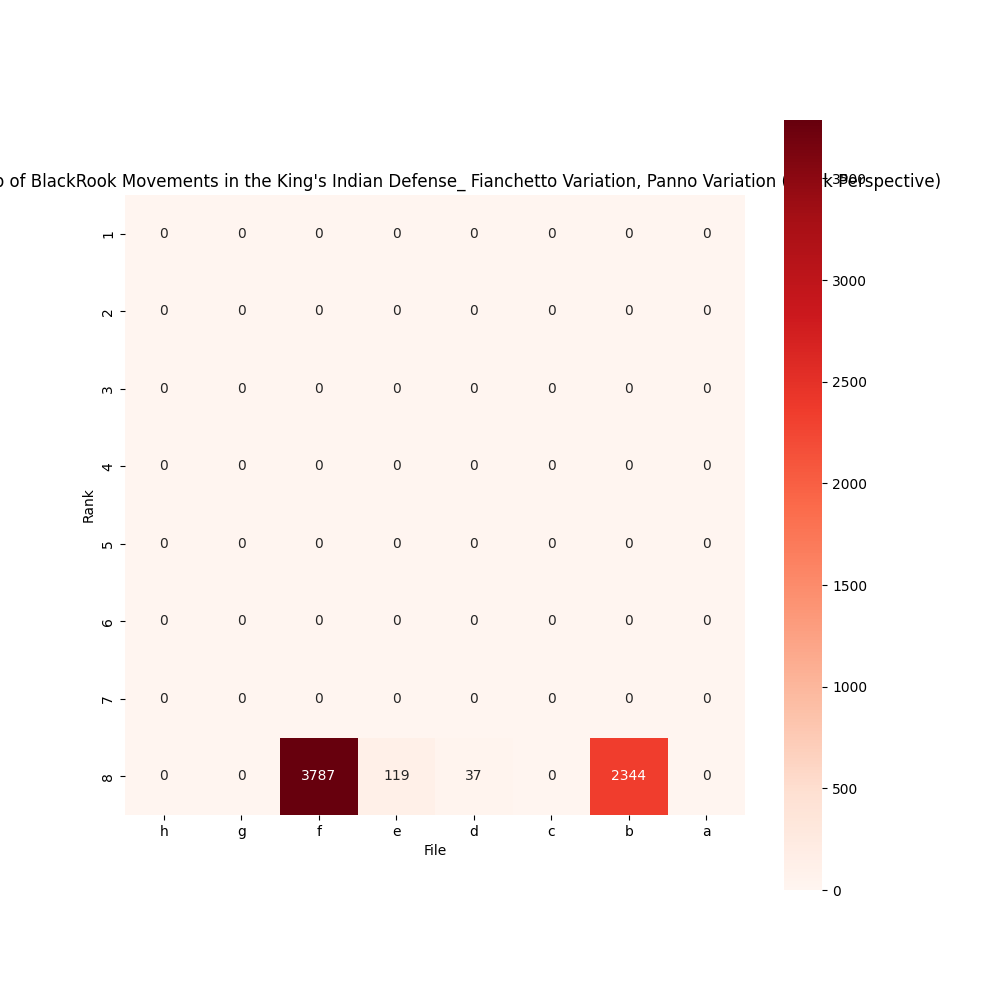 of BlackRook Movements in the King's Indian Defense_ Fianchetto Variation, Panno Variation ( Perspective)
3500
3000
2500
2000
1500
1000
500
0
1 0 0 0 0 0 0 0 0
2 0 0 0 0 0 0 0 0
3 0 0 0 0 0 0 0 0
4 0 0 0 0 0 0 0 0
Rank
5 0 0 0 0 0 0 0 0
6 0 0 0 0 0 0 0 0
7 0 0 0 0 0 0 0 0
8 0 0 3787 119 37 0 2344 0
h g f e d c b a
File